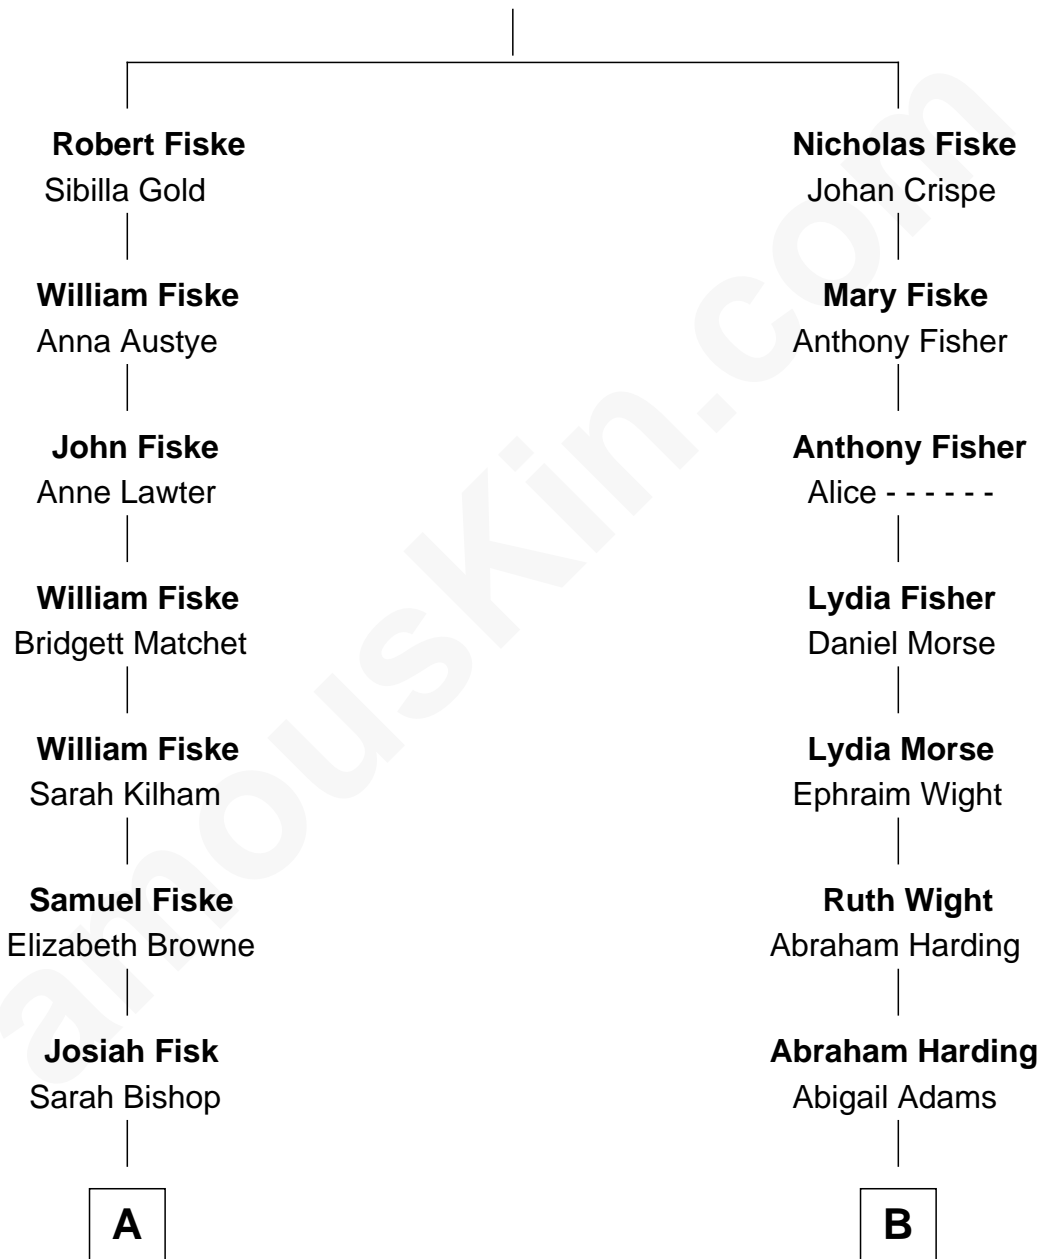 Robert Fiske
Sibilla Gold
William Fiske
Anna Austye
John Fiske
Anne Lawter
William Fiske
Bridgett Matchet
William Fiske
Sarah Kilham
Samuel Fiske
Elizabeth Browne
Josiah Fisk
Sarah Bishop
A
Nicholas Fiske
Johan Crispe
Mary Fiske
Anthony Fisher
Anthony Fisher
Alice - - - - - -
Lydia Fisher
Daniel Morse
Lydia Morse
Ephraim Wight
Ruth Wight
Abraham Harding
Abraham Harding
Abigail Adams
B
amouskin.com